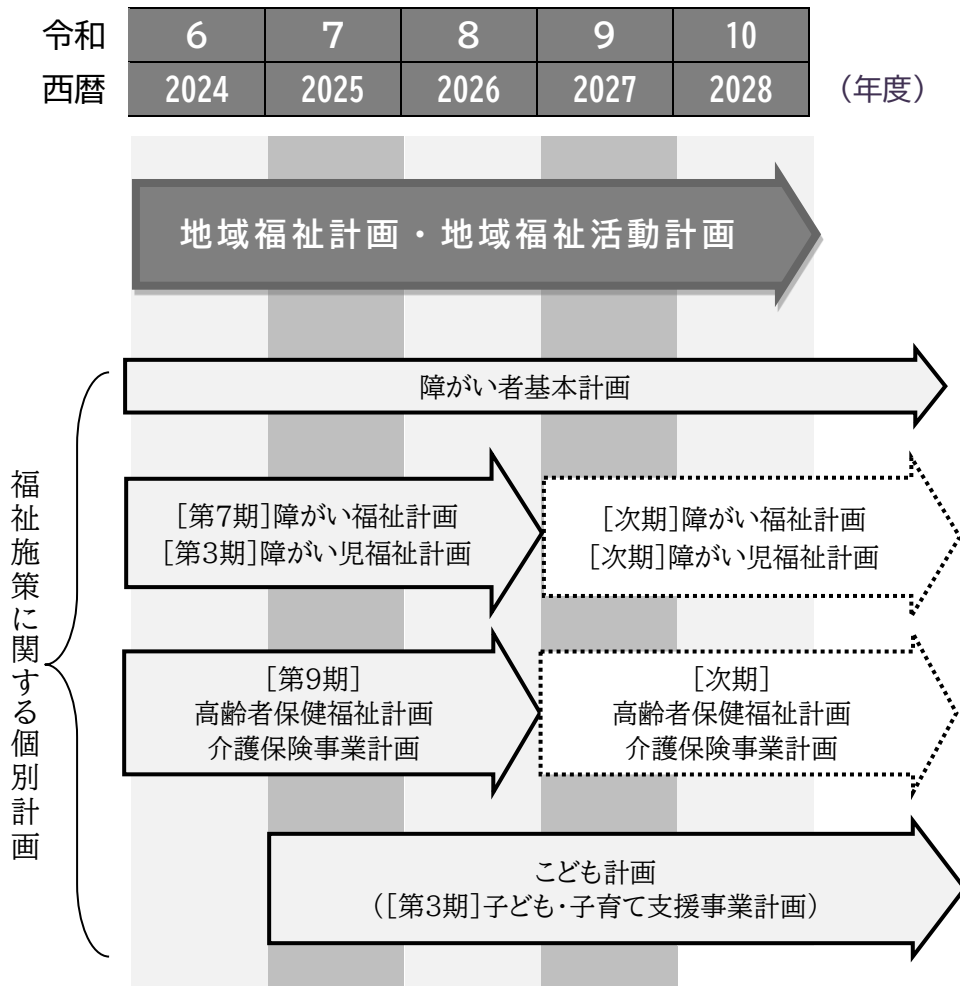 令和 6 7 8 9 10
西暦 2024 2025 2026 2027 2028 (年度)
地域福祉計画・地域福祉活動計画
福祉施策に関する個別計画
障がい者基本計画
[第7期]障がい福祉計画
[第3期]障がい児福祉計画
[次期]障がい福祉計画
[次期]障がい児福祉計画
[第9期]
高齢者保健福祉計画
介護保険事業計画
[次期]
高齢者保健福祉計画
介護保険事業計画
こども計画
([第3期]子ども・子育て支援事業計画)